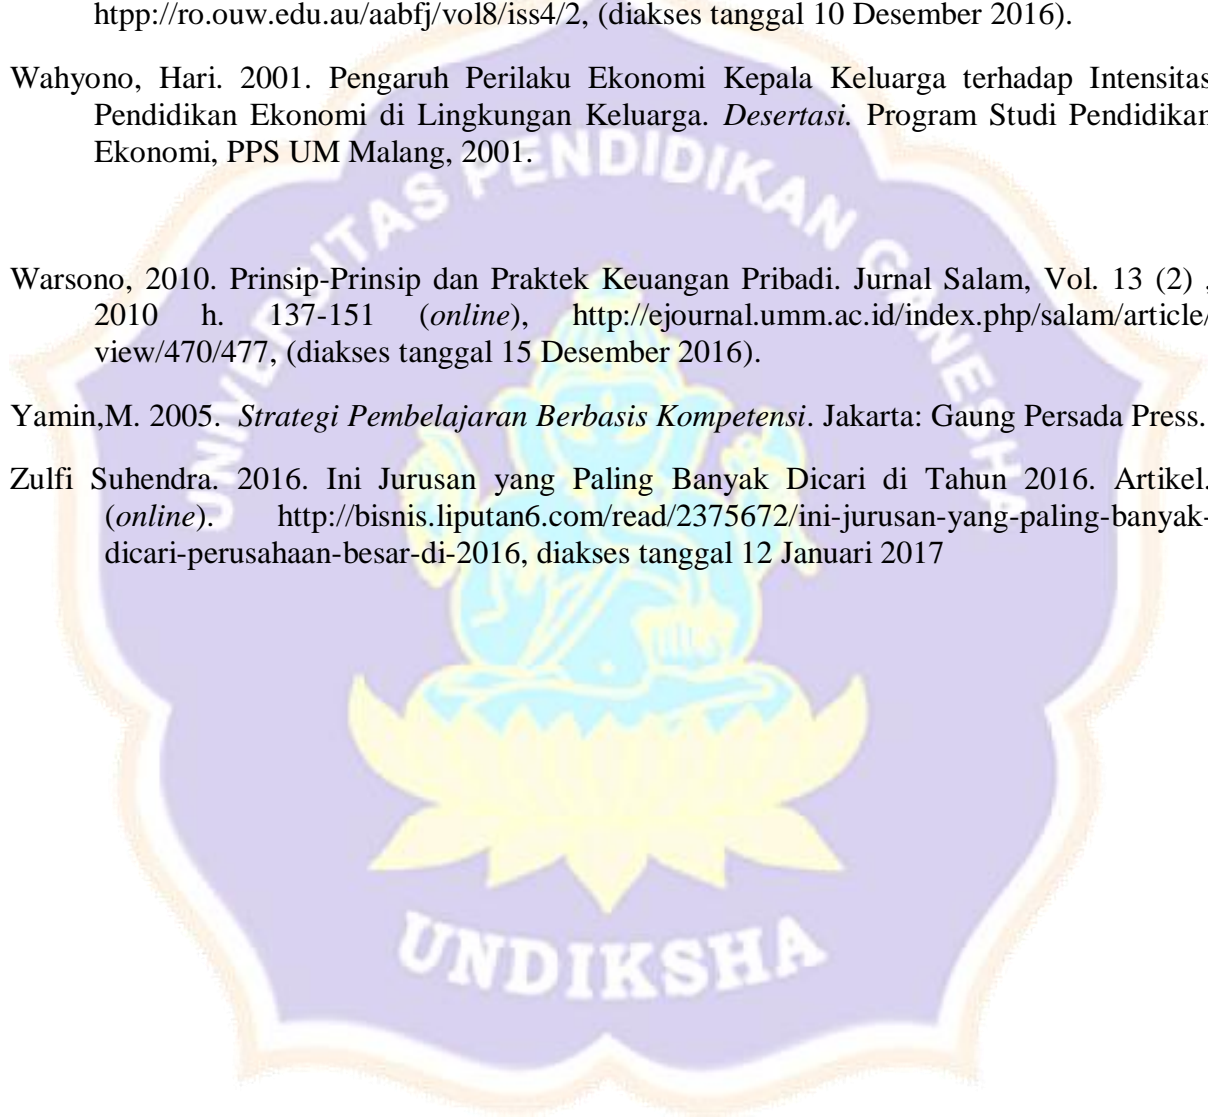 htpp://ro.ouw.edu.au/aabfj/vol8/iss4/2, (diakses tanggal 10 Desember 2016).
Wahyono, Hari. 2001. Pengaruh Perilaku Ekonomi Kepala Keluarga terhadap Intensitas
Pendidikan Ekonomi di Lingkungan Keluarga. Desertasi. Program Studi Pendidikan
Ekonomi, PPS UM Malang, 2001.
Warsono, 2010. Prinsip-Prinsip dan Praktek Keuangan Pribadi. Jurnal Salam, Vol. 13 (2) ,
2010 h. 137-151 (online), http://ejournal.umm.ac.id/index.php/salam/article/
view/470/477, (diakses tanggal 15 Desember 2016).
Yamin,M. 2005. Strategi Pembelajaran Berbasis Kompetensi. Jakarta: Gaung Persada Press.
Zulfi Suhendra. 2016. Ini Jurusan yang Paling Banyak Dicari di Tahun 2016. Artikel.
(online). http://bisnis.liputan6.com/read/2375672/ini-jurusan-yang-paling-banyak-
dicari-perusahaan-besar-di-2016, diakses tanggal 12 Januari 2017
UNIVERSITAS PENDIDIKAN GANESHA
UNDIKSHA